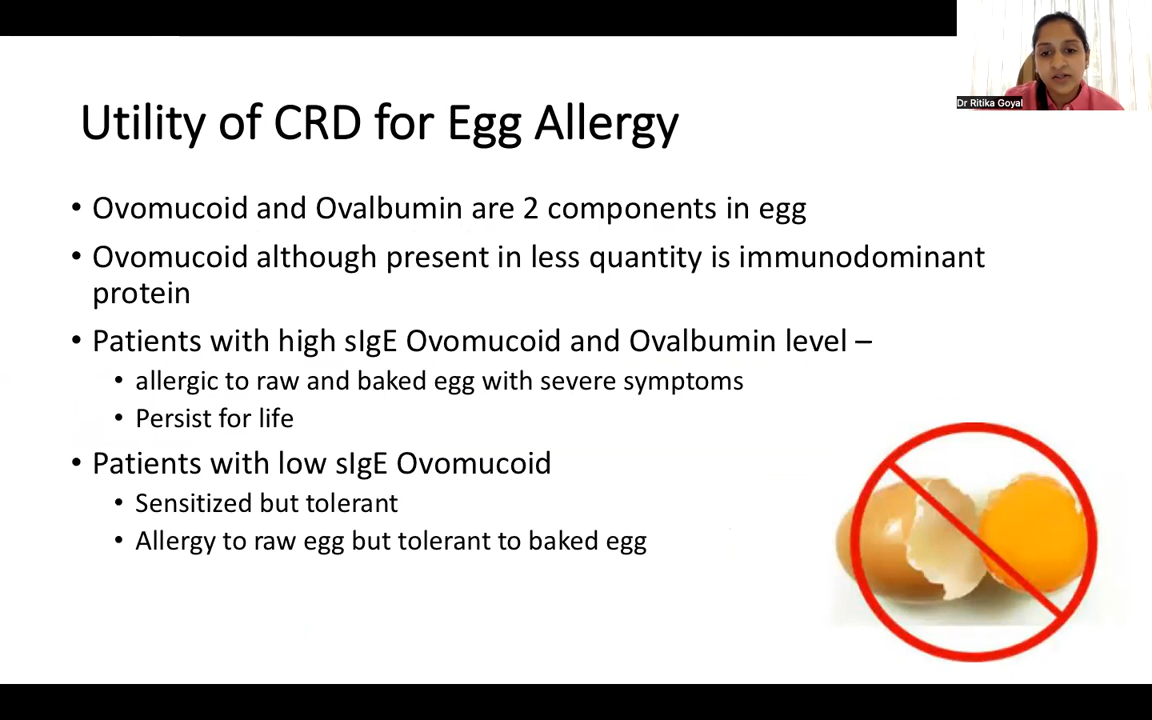 Dr Ritika Goyal
Utility of CRD for Egg Allergy
• Ovomucoid and Ovalbumin are 2 components in egg
• Ovomucoid although present in less quantity is immunodominant
protein
• Patients with high sIgE Ovomucoid and Ovalbumin level –
• allergic to raw and baked egg with severe symptoms
• Persist for life
• Patients with low sIgE Ovomucoid
• Sensitized but tolerant
• Allergy to raw egg but tolerant to baked egg